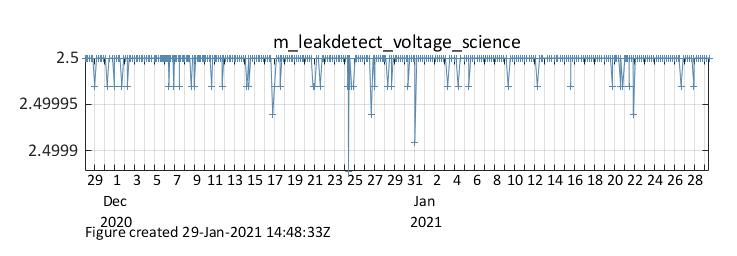 m_leakdetect_voltage_science
2.5
2.49995
2.4999
29 1 3 5 7 9 11 13 15 17 19 21 23 25 27 29 31 2 4 6 8 10 12 14 16 18 20 22 24 26 28
Dec Jan
2020 2021
Figure created 29-Jan-2021 14:48:33Z